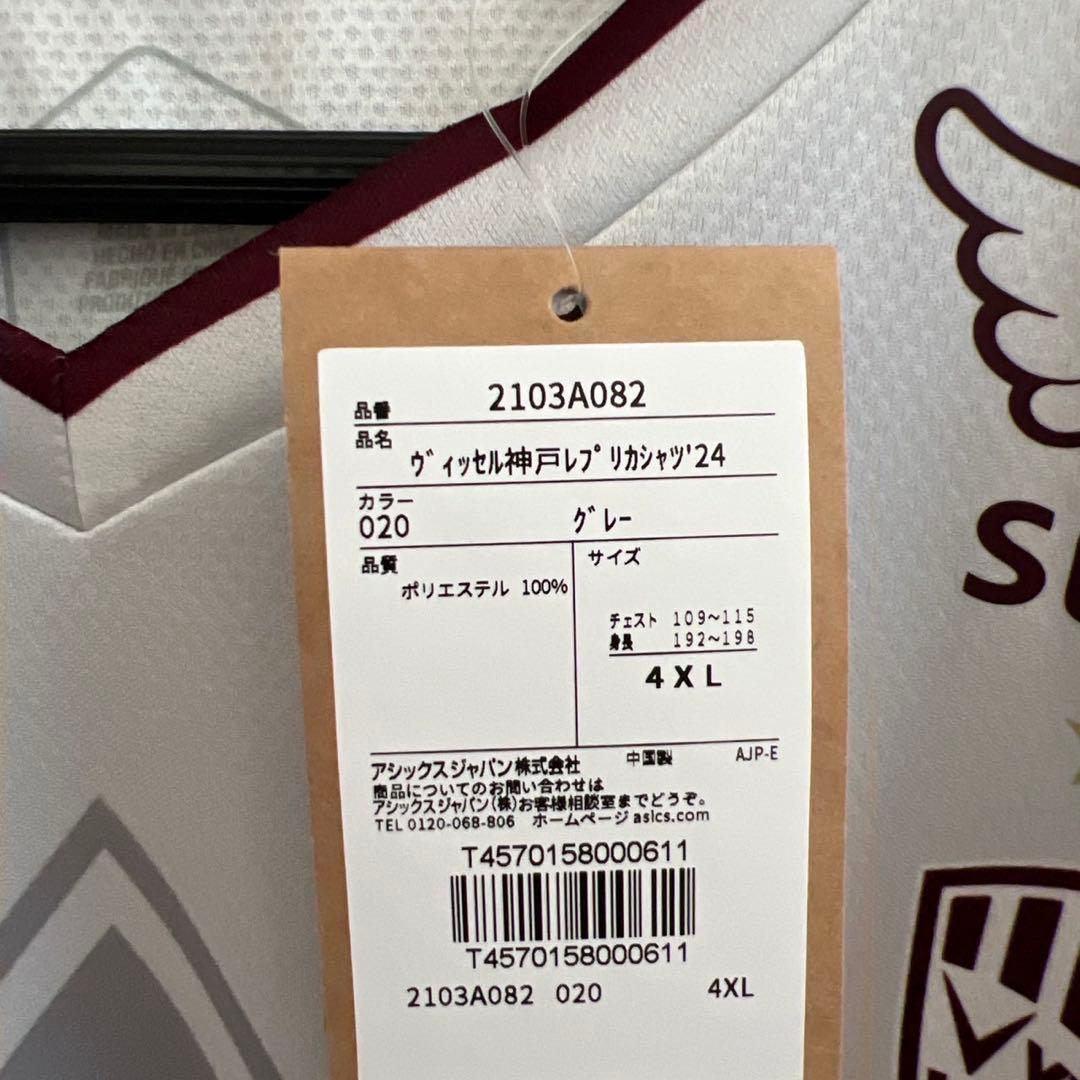 HECHO EN CHINA
品番 2103A082
品名 ヴィッセル神戸レプリカシャツ'24
カラー
020 グレー
品質 サイズ
ポリエステル 100%
チェスト 109~115
身長 192~198
4XL
アシックスジャパン株式会社 中国製 AJP-E
商品についてのお問い合わせは
アシックスジャパン(株)お客様相談室までどうぞ。
TEL 0120-068-806 ホームページ asics.com
T4570158000611
T4570158000611
2103A082 020 4XL